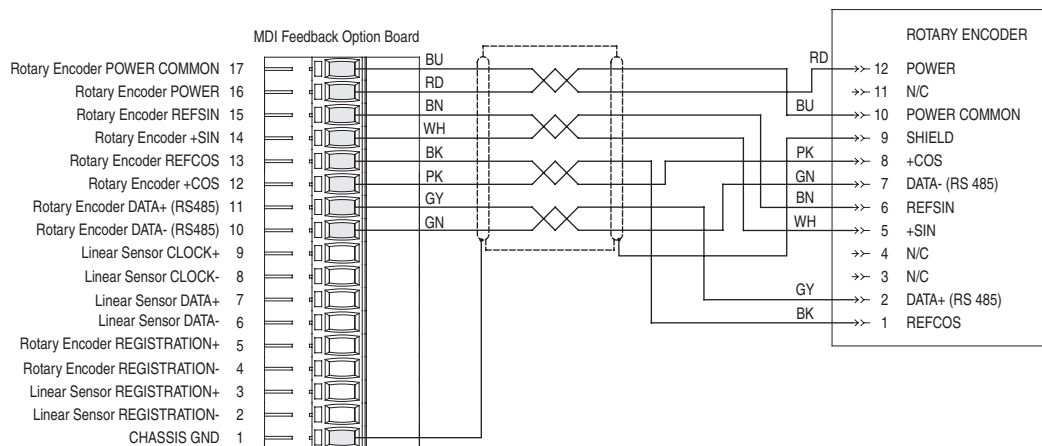 MDI Feedback Option Board
Rotary Encoder POWER COMMON 17
Rotary Encoder POWER 16
Rotary Encoder REFSIN 15
Rotary Encoder +SIN 14
Rotary Encoder REFCOS 13
Rotary Encoder +COS 12
Rotary Encoder DATA+ (RS485) 11
Rotary Encoder DATA- (RS485) 10
Linear Sensor CLOCK+ 9
Linear Sensor CLOCK- 8
Linear Sensor DATA+ 7
Linear Sensor DATA- 6
Rotary Encoder REGISTRATION+ 5
Rotary Encoder REGISTRATION- 4
Linear Sensor REGISTRATION+ 3
Linear Sensor REGISTRATION- 2
CHASSIS GND 1
BU
RD
BN
WH
BK
PK
GY
GN
RD
BU
PK
GN
BN
WH
GY
BK
ROTARY ENCODER
12 POWER
11 N/C
10 POWER COMMON
9 SHIELD
8 +COS
7 DATA- (RS 485)
6 REFSIN
5 +SIN
4 N/C
3 N/C
2 DATA+ (RS 485)
1 REFCOS